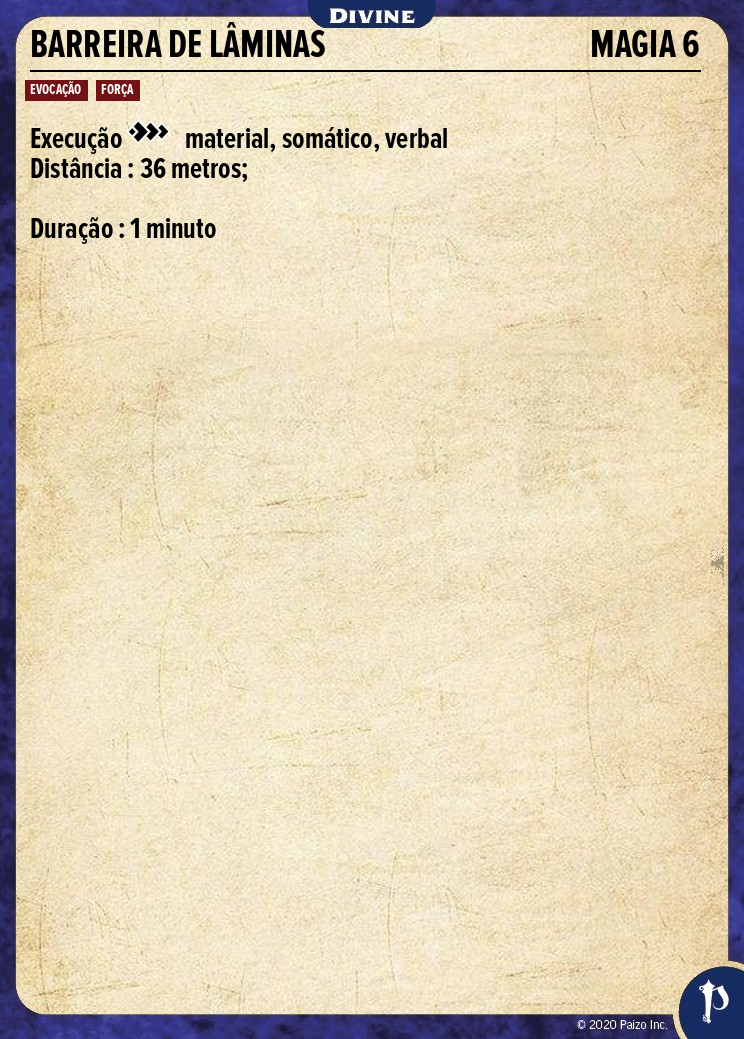 DIVINE
BARREIRA DE LÂMINAS MAGIA 6
EVOCAÇÃO FORÇA
Execução material, somático, verbal
Distância : 36 metros;
Duração : 1 minuto
© 2020 Paizo Inc.